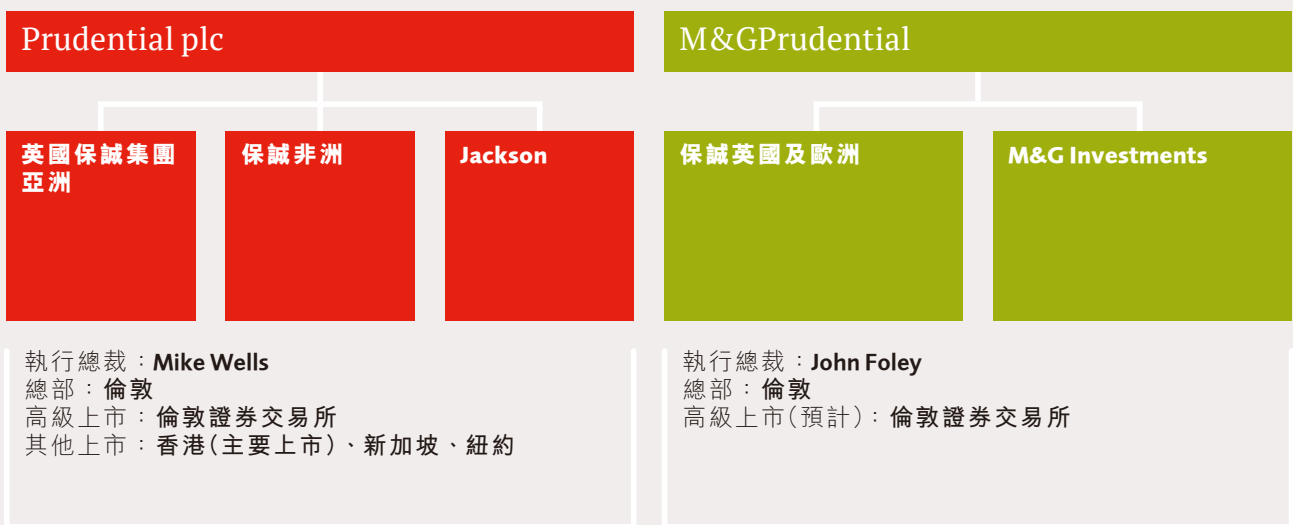 Prudential plc
英國保誠集團
亞洲
保誠非洲
Jackson
執行總裁：Mike Wells
總部：倫敦
高級上市：倫敦證券交易所
其他上市：香港（主要上市）、新加坡、紐約
M&GPrudential
保誠英國及歐洲
M&G Investments
執行總裁：John Foley
總部：倫敦
高級上市（預計）：倫敦證券交易所